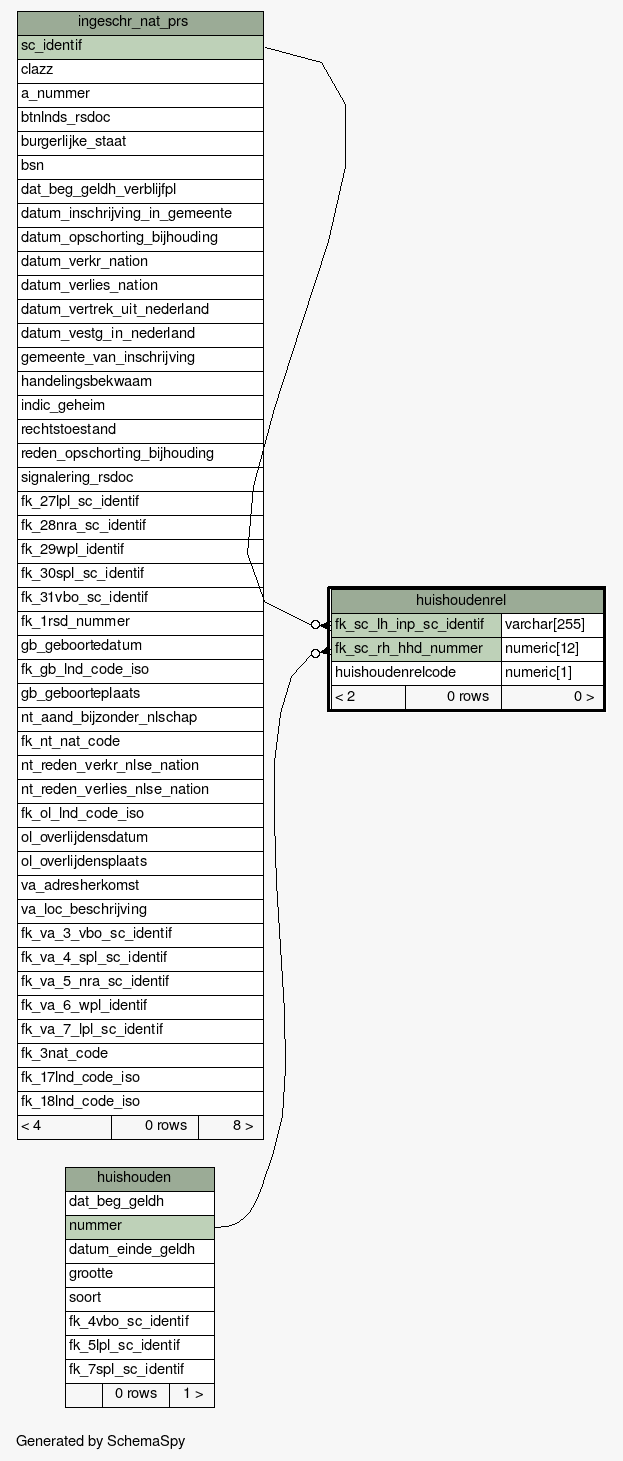 ingeschr_nat_prs
sc_identif
clazz
a_nummer
btnlnds_rsdoc
burgerlijke_staat
bsn
dat_beg_geldh_verblijfpl
datum_inschrijving_in_gemeente
datum_opschorting_bijhouding
datum_verkr_nation
datum_verlies_nation
datum_vertrek_uit_nederland
datum_vestg_in_nederland
gemeente_van_inschrijving
handelingsbekwaam
indic_geheim
rechtstoestand
reden_opschorting_bijhouding
signalering_rsdoc
fk_27lpl_sc_identif
fk_28nra_sc_identif
fk_29wpl_identif
fk_30spl_sc_identif
fk_31vbo_sc_identif
fk_1rsd_nummer
gb_geboortedatum
fk_gb_lnd_code_iso
gb_geboorteplaats
nt_aand_bijzonder_nlschap
fk_nt_nat_code
nt_reden_verkr_nlse_nation
nt_reden_verlies_nlse_nation
fk_ol_lnd_code_iso
ol_overlijdensdatum
ol_overlijdensplaats
va_adresherkomst
va_loc_beschrijving
fk_va_3_vbo_sc_identif
fk_va_4_spl_sc_identif
fk_va_5_nra_sc_identif
fk_va_6_wpl_identif
fk_va_7_lpl_sc_identif
fk_3nat_code
fk_17lnd_code_iso
fk_18lnd_code_iso
< 4 0 rows 8 >
huishoudenrel
fk_sc_lh_inp_sc_identif varchar[255]
fk_sc_rh_hhd_nummer numeric[12]
huishoudenrelcode numeric[1]
< 2 0 rows 0 >
huishouden
dat_beg_geldh
nummer
datum_einde_geldh
grootte
soort
fk_4vbo_sc_identif
fk_5lpl_sc_identif
fk_7spl_sc_identif
0 rows 1 >
Generated by SchemaSpy